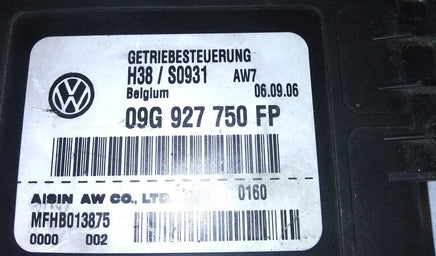 GETRIEBESTEUERUNG
H38 / S0931 AW7
Belgium 06.09.06
09G 927 750 FP
AISIN AW CO., LTD. 0160
MFHB013875
0000 002